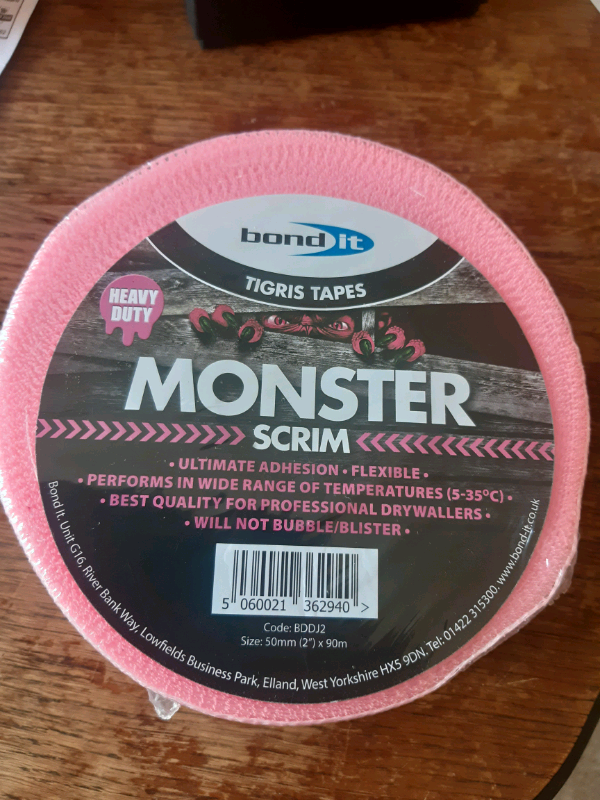 bond it
TIGRIS TAPES
HEAVY
DUTY
MONSTER
SCRIM
• ULTIMATE ADHESION • FLEXIBLE •
• PERFORMS IN WIDE RANGE OF TEMPERATURES (5-35ºC) •
• BEST QUALITY FOR PROFESSIONAL DRYWALLERS •
• WILL NOT BUBBLE/BLISTER •
5 060021 362940 >
Code: BDDJ2
Size: 50mm (2") x 90m
Bond It, Unit G16, River Bank Way, Lowfields Business Park, Elland, West Yorkshire HX5 9DN. Tel: 01422 315300. www.bond-it.co.uk